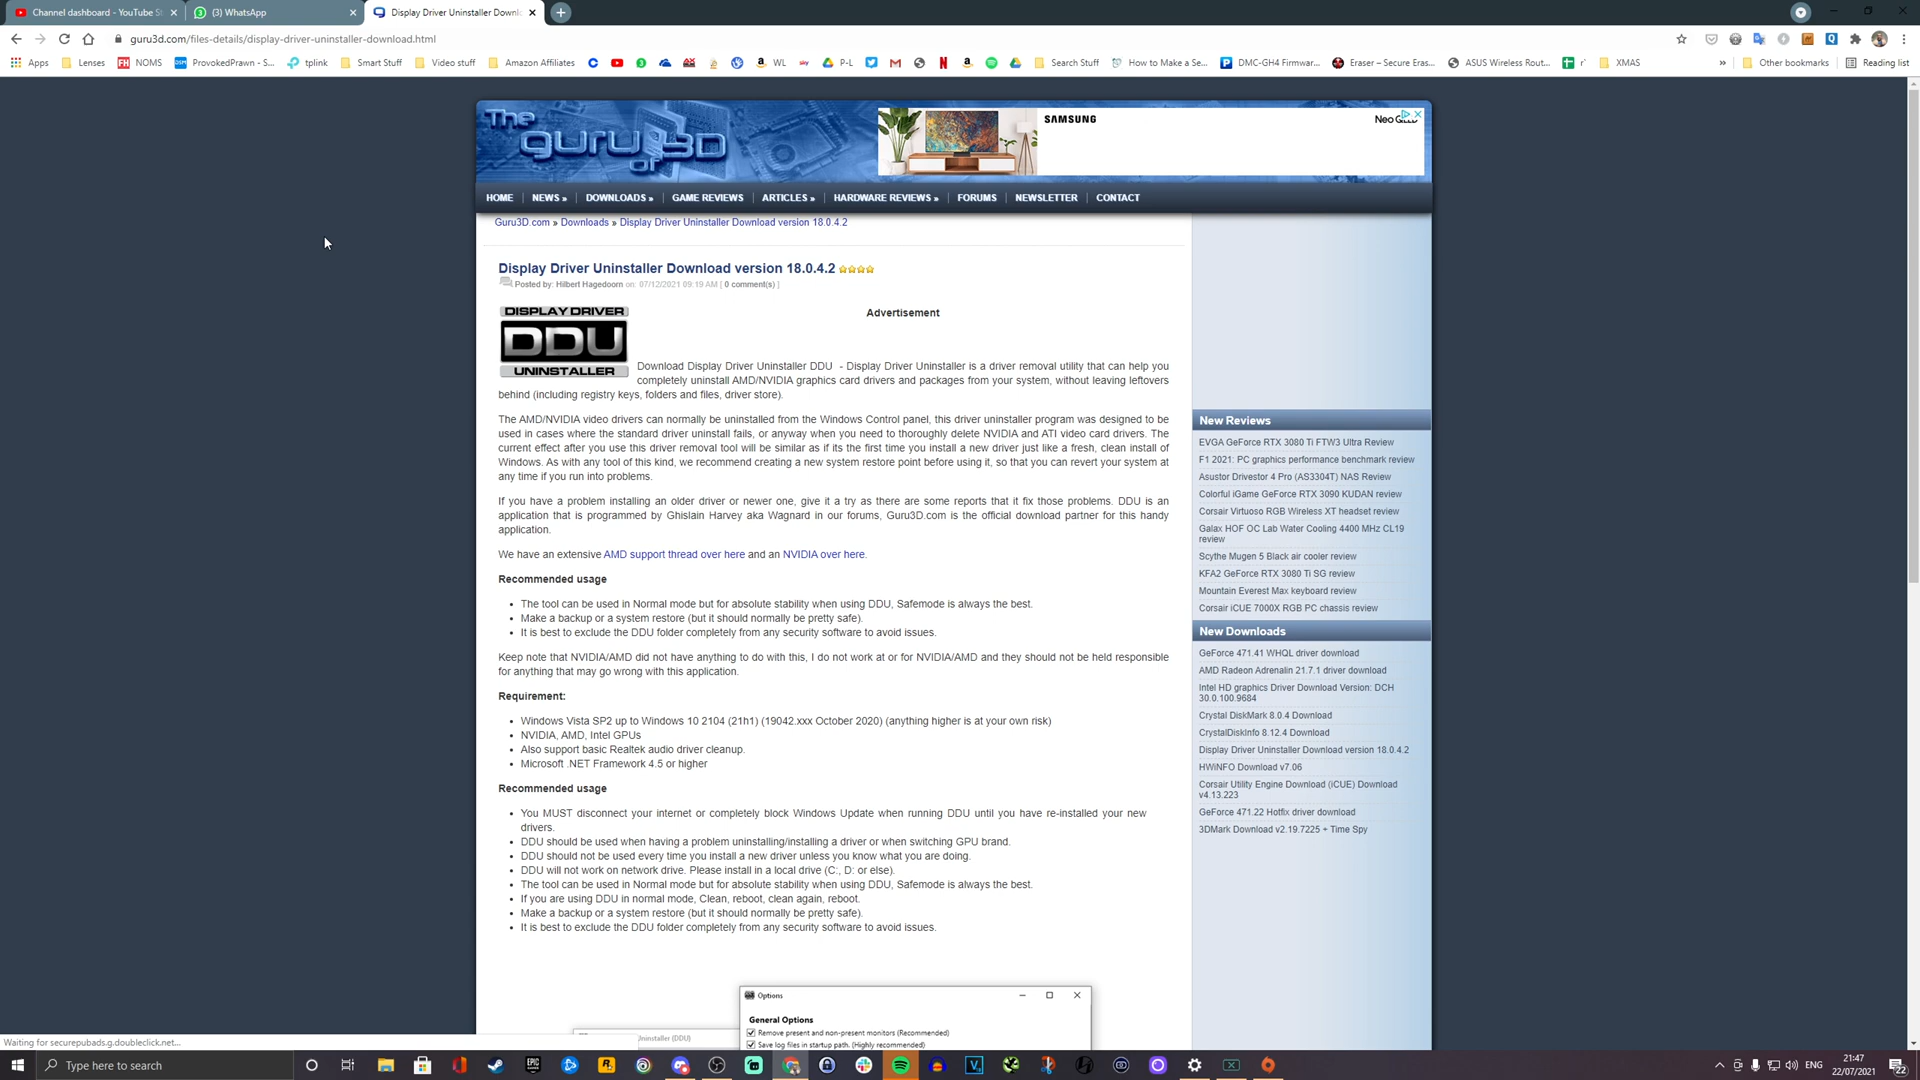 Channel dashboard - YouTube St
(3) WhatsApp
Display Driver Uninstaller Downl
guru3d.com/files-details/display-driver-uninstaller-download.html
Apps
Lenses
NOMS
ProvokedPrawn - S...
tplink
Smart Stuff
Video stuff
Amazon Affiliates
WL
P-L
Search Stuff
How to Make a Se...
DMC-GH4 Firmwar...
Eraser – Secure Eras...
ASUS Wireless Rout...
r'
XMAS
»
Other bookmarks
Reading list
The guru of 3D
SAMSUNG
HOME
NEWS »
DOWNLOADS »
GAME REVIEWS
ARTICLES »
HARDWARE REVIEWS »
FORUMS
NEWSLETTER
CONTACT
Guru3D.com » Downloads » Display Driver Uninstaller Download version 18.0.4.2
Display Driver Uninstaller Download version 18.0.4.2
Posted by: Hilbert Hagedoorn on: 07/12/2021 09:19 AM [ 0 comment(s) ]
DISPLAY DRIVER
DDU
UNINSTALLER
Advertisement
Download Display Driver Uninstaller DDU - Display Driver Uninstaller is a driver removal utility that can help you
completely uninstall AMD/NVIDIA graphics card drivers and packages from your system, without leaving leftovers
behind (including registry keys, folders and files, driver store).
The AMD/NVIDIA video drivers can normally be uninstalled from the Windows Control panel, this driver uninstaller program was designed to be
used in cases where the standard driver uninstall fails, or anyway when you need to thoroughly delete NVIDIA and ATI video card drivers. The
current effect after you use this driver removal tool will be similar as if its the first time you install a new driver just like a fresh, clean install of
Windows. As with any tool of this kind, we recommend creating a new system restore point before using it, so that you can revert your system at
any time if you run into problems.
If you have a problem installing an older driver or newer one, give it a try as there are some reports that it fix those problems. DDU is an
application that is programmed by Ghislain Harvey aka Wagnard in our forums, Guru3D.com is the official download partner for this handy
application.
We have an extensive AMD support thread over here and an NVIDIA over here.
Recommended usage
• The tool can be used in Normal mode but for absolute stability when using DDU, Safemode is always the best.
• Make a backup or a system restore (but it should normally be pretty safe).
• It is best to exclude the DDU folder completely from any security software to avoid issues.
Keep note that NVIDIA/AMD did not have anything to do with this, I do not work at or for NVIDIA/AMD and they should not be held responsible
for anything that may go wrong with this application.
Requirement:
• Windows Vista SP2 up to Windows 10 2104 (21h1) (19042.xxx October 2020) (anything higher is at your own risk)
• NVIDIA, AMD, Intel GPUs
• Also support basic Realtek audio driver cleanup.
• Microsoft .NET Framework 4.5 or higher
Recommended usage
• You MUST disconnect your internet or completely block Windows Update when running DDU until you have re-installed your new
drivers.
• DDU should be used when having a problem uninstalling/installing a driver or when switching GPU brand.
• DDU should not be used every time you install a new driver unless you know what you are doing.
• DDU will not work on network drive. Please install in a local drive (C:, D: or else).
• The tool can be used in Normal mode but for absolute stability when using DDU, Safemode is always the best.
• If you are using DDU in normal mode, Clean, reboot, clean again, reboot.
• Make a backup or a system restore (but it should normally be pretty safe).
• It is best to exclude the DDU folder completely from any security software to avoid issues.
Options
General Options
Remove present and non-present monitors (Recommended)
Save log files in startup path. (Highly recommended)
Uninstaller (DDU)
New Reviews
EVGA GeForce RTX 3080 Ti FTW3 Ultra Review
F1 2021: PC graphics performance benchmark review
Asustor Drivestor 4 Pro (AS3304T) NAS Review
Colorful iGame GeForce RTX 3090 KUDAN review
Corsair Virtuoso RGB Wireless XT headset review
Galax HOF OC Lab Water Cooling 4400 MHz CL19
review
Scythe Mugen 5 Black air cooler review
KFA2 GeForce RTX 3080 Ti SG review
Mountain Everest Max keyboard review
Corsair iCUE 7000X RGB PC chassis review
New Downloads
GeForce 471.41 WHQL driver download
AMD Radeon Adrenalin 21.7.1 driver download
Intel HD graphics Driver Download Version: DCH
30.0.100.9684
Crystal DiskMark 8.0.4 Download
CrystalDiskInfo 8.12.4 Download
Display Driver Uninstaller Download version 18.0.4.2
HWiNFO Download v7.06
Corsair Utility Engine Download (iCUE) Download
v4.13.223
GeForce 471.22 Hotfix driver download
3DMark Download v2.19.7225 + Time Spy
Waiting for securepubads.g.doubleclick.net...
Type here to search
ENG
21:47
22/07/2021
22